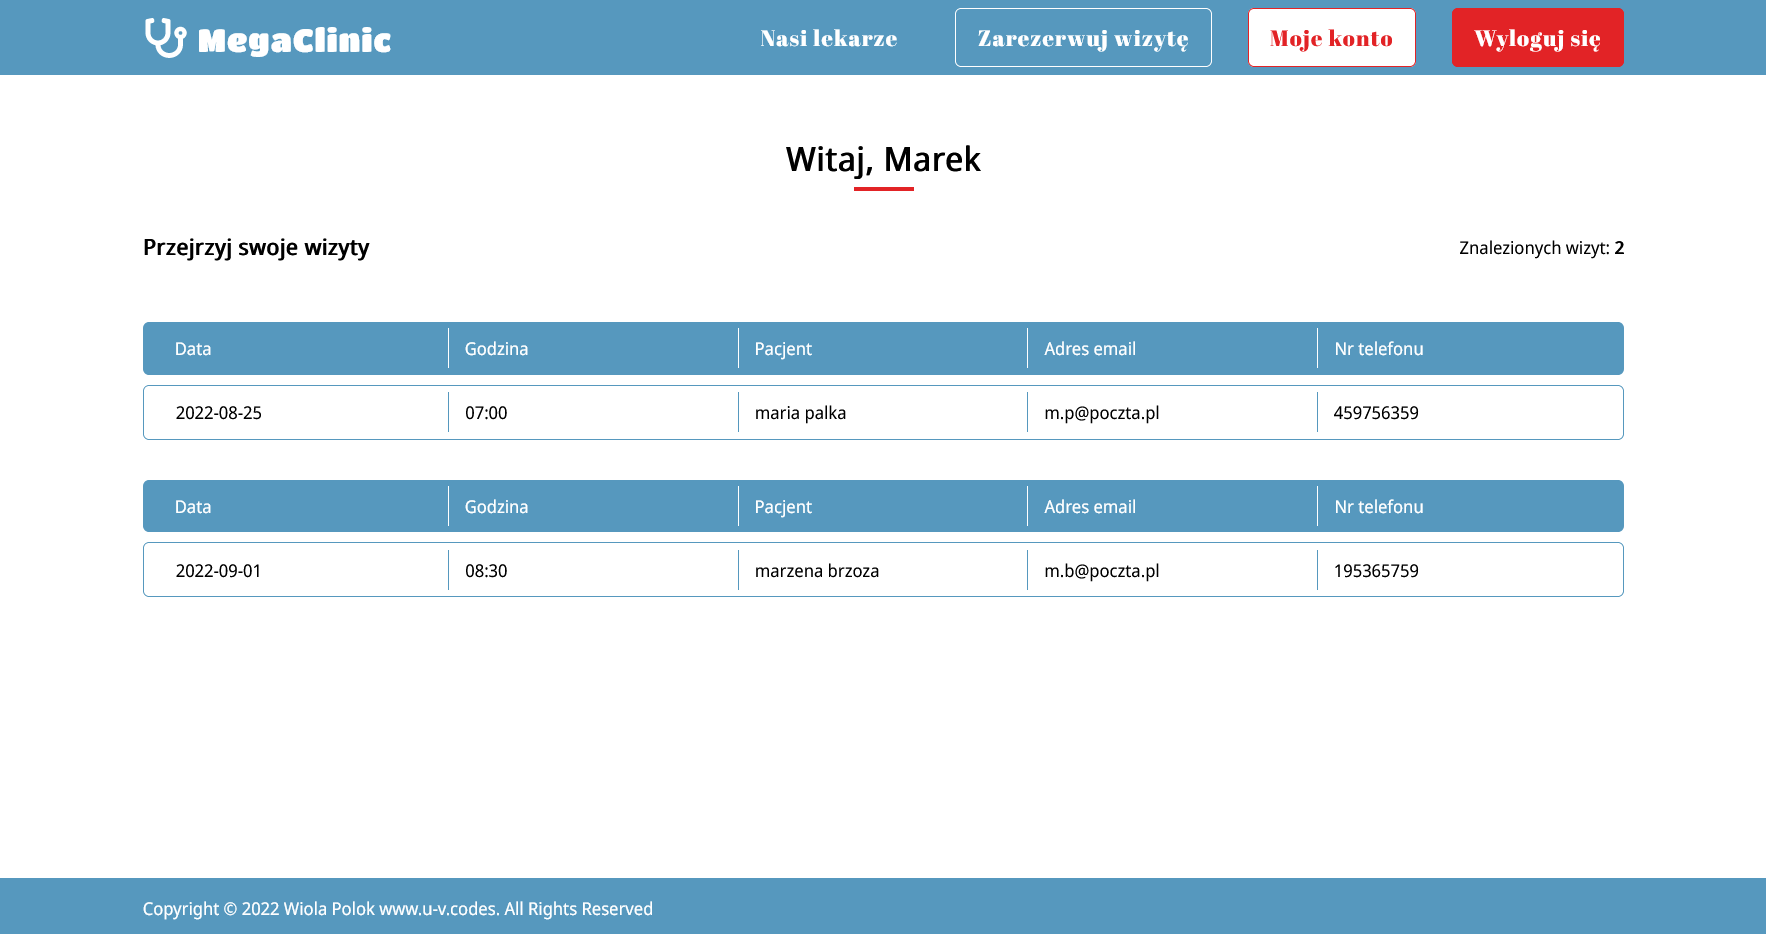 MegaClinic Nasi lekarze Zarezerwuj wizytę Moje konto Wyloguj się
Witaj, Marek
Przejrzyj swoje wizyty Znalezionych wizyt: 2
Data Godzina Pacjent Adres email Nr telefonu
2022-08-25 07:00 maria palka m.p@poczta.pl 459756359
Data Godzina Pacjent Adres email Nr telefonu
2022-09-01 08:30 marzena brzoza m.b@poczta.pl 195365759
Copyright © 2022 Wiola Polok www.u-v.codes. All Rights Reserved